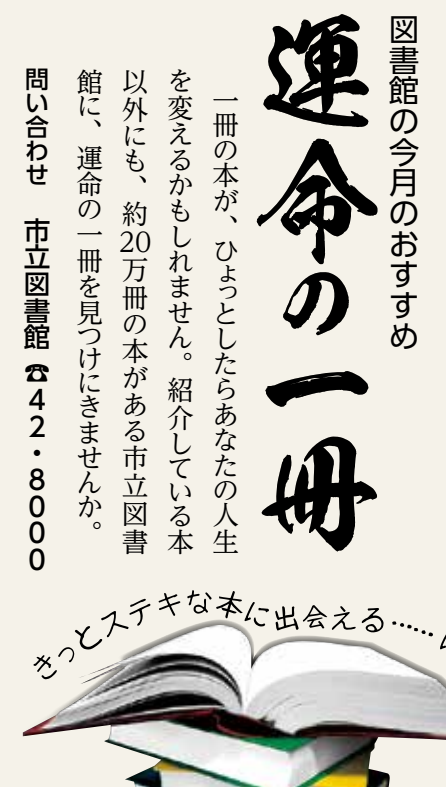 図書館の今月のおすすめ
運命の一冊
一冊の本が、ひょっとしたらあなたの人生
を変えるかもしれません。紹介している本
以外にも、約20万冊の本がある市立図書
館に、運命の一冊を見つけにきませんか。
問い合わせ　市立図書館 ☎42・8000
きっとステキな本に出会える……